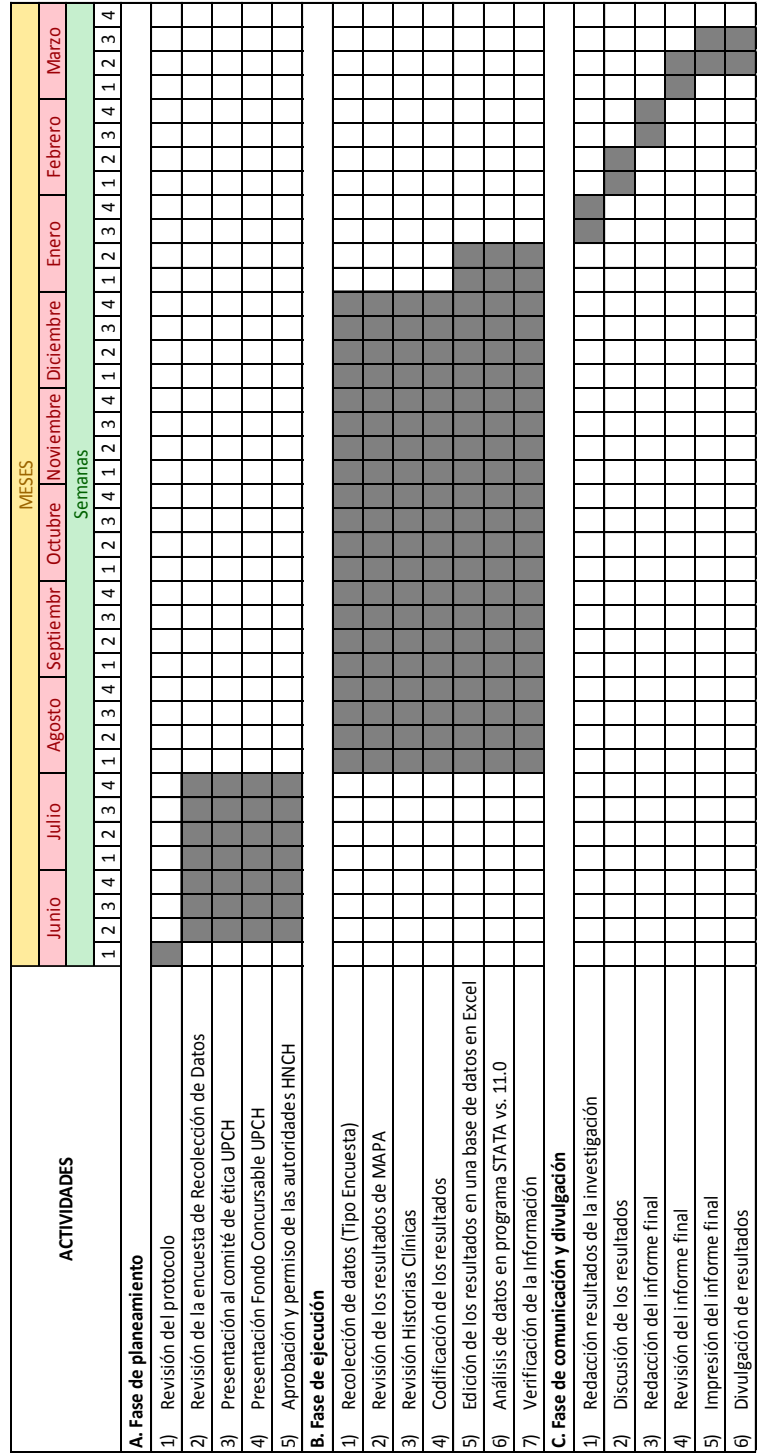 ACTIVIDADES
MESES
Junio Julio Agosto Septiembr Octubre Noviembre Diciembre Enero Febrero Marzo
Semanas
1 2 3 4 1 2 3 4 1 2 3 4 1 2 3 4 1 2 3 4 1 2 3 4 1 2 3 4 1 2 3 4 1 2 3 4 1 2 3 4
A. Fase de planeamiento
1) Revisión del protocolo
2) Revisión de la encuesta de Recolección de Datos
3) Presentación al comité de ética UPCH
4) Presentación Fondo Concursable UPCH
5) Aprobación y permiso de las autoridades HNCH
B. Fase de ejecución
1) Recolección de datos (Tipo Encuesta)
2) Revisión de los resultados de MAPA
3) Revisión Historias Clínicas
4) Codificación de los resultados
5) Edición de los resultados en una base de datos en Excel
6) Análisis de datos en programa STATA vs. 11.0
7) Verificación de la Información
C. Fase de comunicación y divulgación
1) Redacción resultados de la investigación
2) Discusión de los resultados
3) Redacción del informe final
4) Revisión del informe final
5) Impresión del informe final
6) Divulgación de resultados